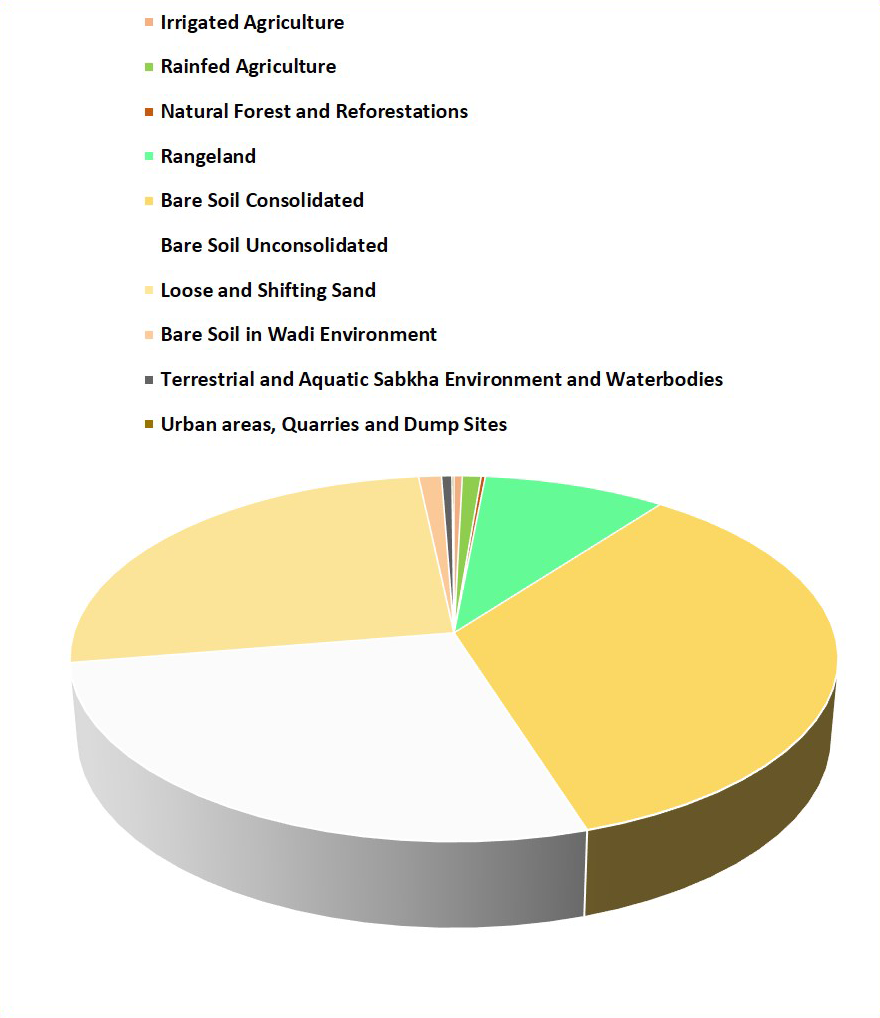 Irrigated Agriculture
Rainfed Agriculture
Natural Forest and Reforestations
Rangeland
Bare Soil Consolidated
Bare Soil Unconsolidated
Loose and Shifting Sand
Bare Soil in Wadi Environment
Terrestrial and Aquatic Sabkha Environment and Waterbodies
Urban areas, Quarries and Dump Sites